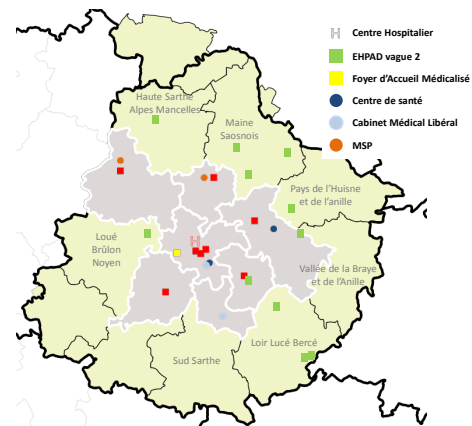 H Centre Hospitalier
EHPAD vague 2
Foyer d'Accueil Médicalisé
Centre de santé
Cabinet Médical Libéral
MSP
Haute Sarthe
Alpes Mancelles
Maine
Saosnois
Pays de l'Huisne
et de l'anille
Loué
Brûlon
Noyen
H
Vallée de la Braye
et de l'Anille
Loir Lucé Bercé
Sud Sarthe